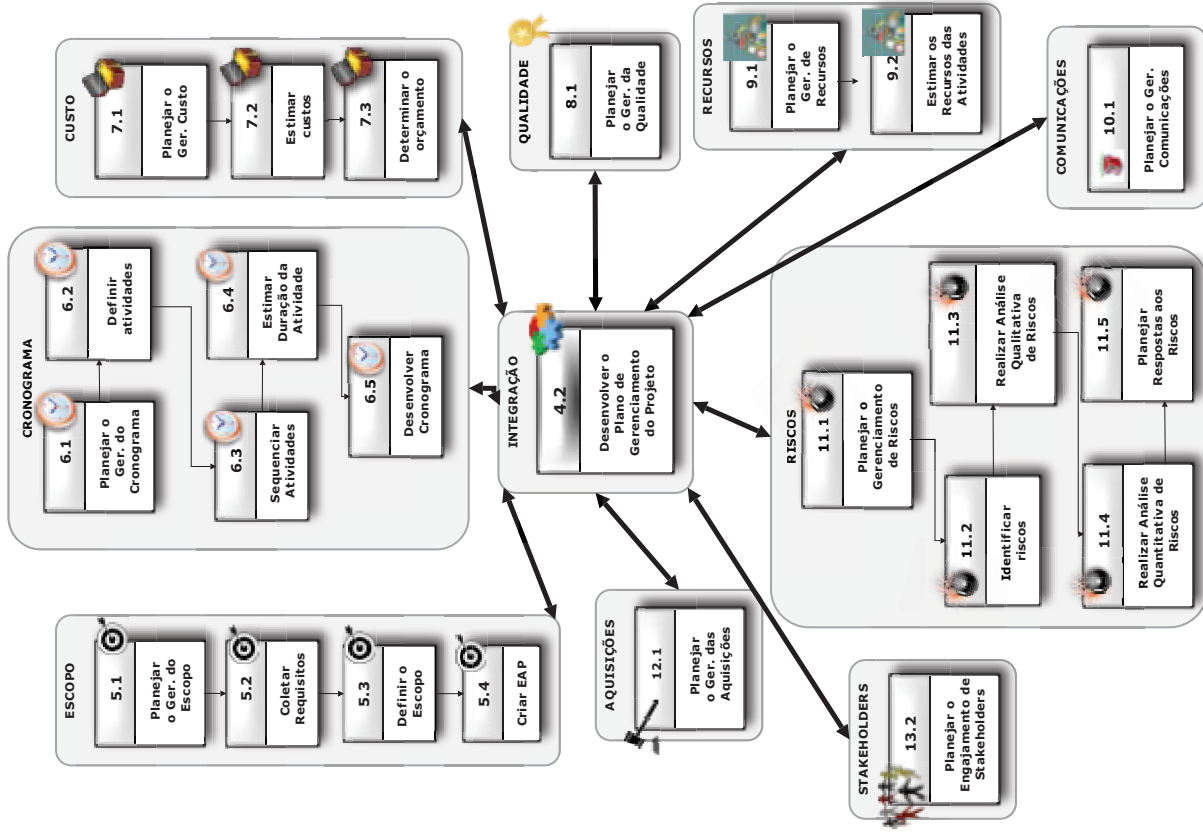 ESCOPO
5.1
Planejar
o Ger. do
Escopo
5.2
Coletar
Requisitos
5.3
Definir o
Escopo
5.4
Criar EAP
CRONOGRAMA
6.1
Planejar o
Ger. do
Cronograma
6.2
Definir
atividades
6.3
Sequenciar
Atividades
6.4
Estimar
Duração da
Atividade
6.5
Desenvolver
Cronograma
CUSTO
7.1
Planejar o
Ger. Custo
7.2
Estimar
custos
7.3
Determinar o
orçamento
AQUISIÇÕES
12.1
Planejar
o Ger. das
Aquisições
INTEGRAÇÃO
4.2
Desenvolver o
Plano de
Gerenciamento
do Projeto
QUALIDADE
8.1
Planejar
o Ger. da
Qualidade
RECURSOS
9.1
Planejar o
Ger. de
Recursos
9.2
Estimar os
Recursos das
Atividades
STAKEHOLDERS
13.2
Planejar o
Engajamento de
Stakeholders
RISCOS
11.1
Planejar o
Gerenciamento
de Riscos
11.2
Identificar
riscos
11.3
Realizar Análise
Qualitativa
de Riscos
11.4
Realizar Análise
Quantitativa de
Riscos
11.5
Planejar
Respostas aos
Riscos
COMUNICAÇÕES
10.1
Planejar o Ger.
Comunicações